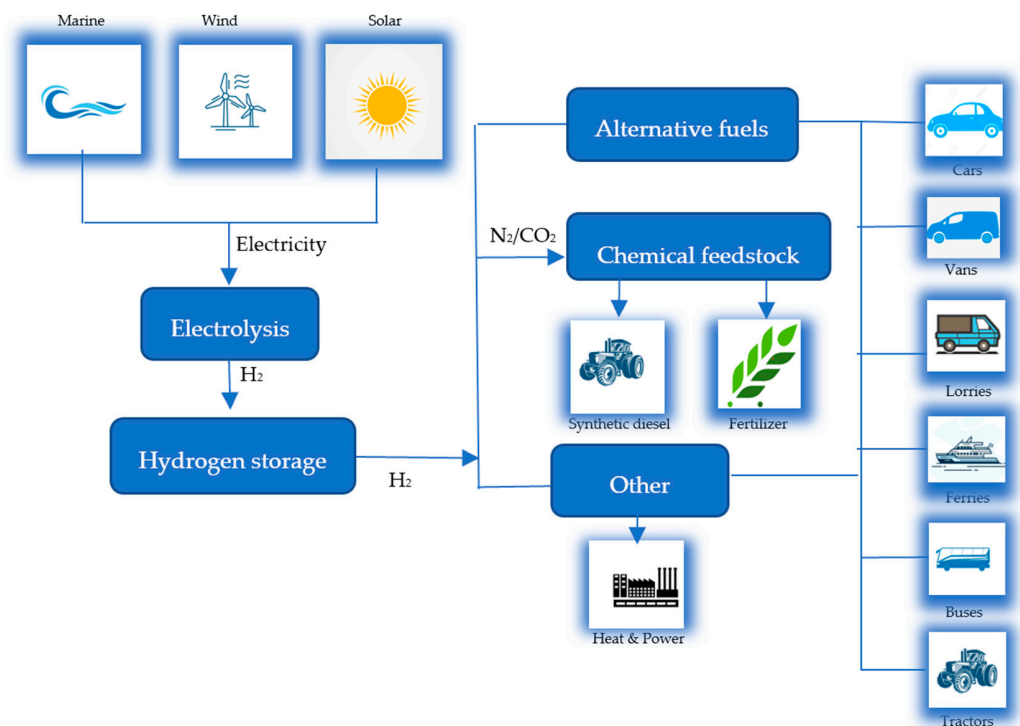 Marine
Wind
Solar
Electricity
Electrolysis
H₂
Hydrogen storage
H₂
Alternative fuels
N₂/CO₂
Chemical feedstock
Synthetic diesel
Fertilizer
Other
Heat & Power
Cars
Vans
Lorries
Ferries
Buses
Tractors